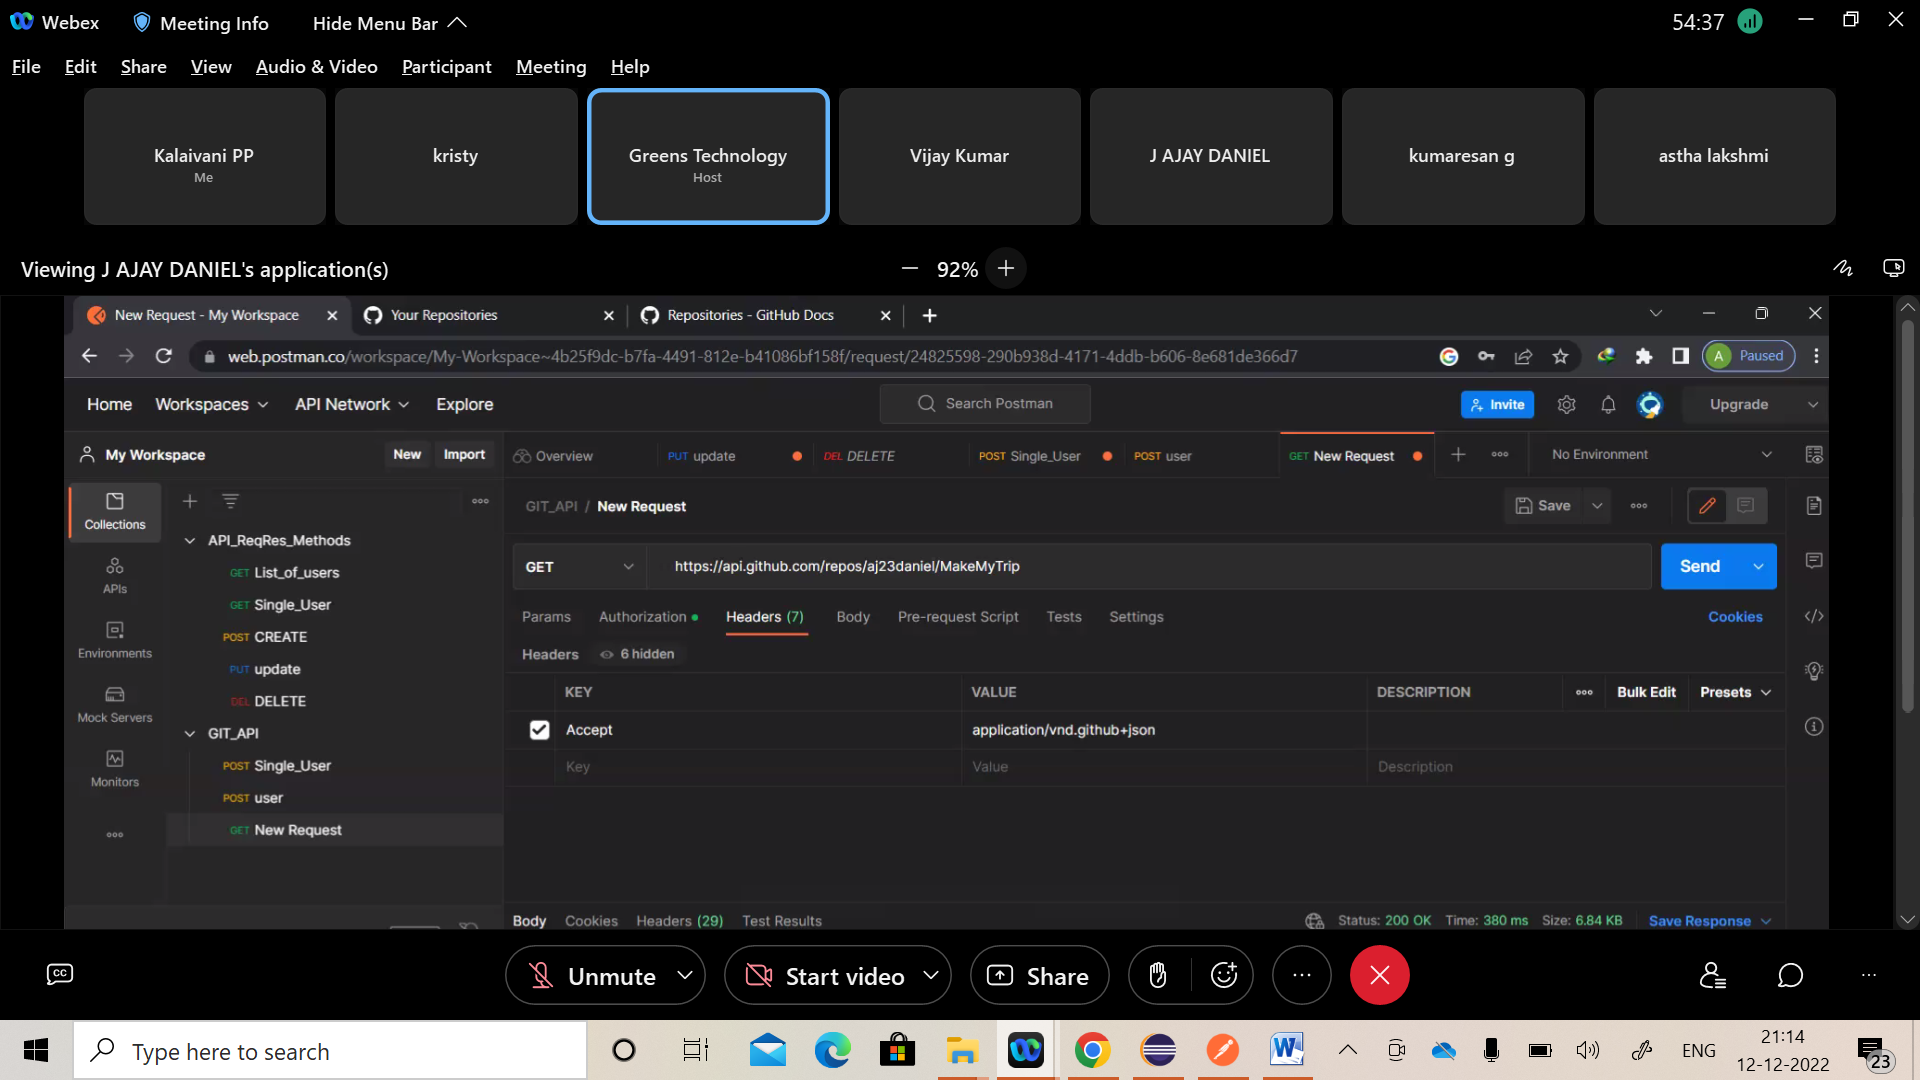 Webex Meeting Info Hide Menu Bar 54:37
File Edit Share View Audio & Video Participant Meeting Help
Kalaivani PP
Me
kristy
Greens Technology
Host
Vijay Kumar
J AJAY DANIEL
kumaresan g
astha lakshmi
Viewing J AJAY DANIEL's application(s) 92%
New Request - My Workspace Your Repositories Repositories - GitHub Docs
web.postman.co/workspace/My-Workspace~4b25f9dc-b7fa-4491-812e-b41086bf158f/request/24825598-290b938d-4171-4ddb-b606-8e681de366d7 A Paused
Home Workspaces API Network Explore Search Postman Invite Upgrade
My Workspace New Import Overview PUT update DEL DELETE POST Single_User POST user GET New Request No Environment
Collections
APIs
Environments
Mock Servers
Monitors
API_ReqRes_Methods
GET List_of_users
GET Single_User
POST CREATE
PUT update
DEL DELETE
GIT_API
POST Single_User
POST user
GET New Request
GIT_API / New Request Save
GET https://api.github.com/repos/aj23daniel/MakeMyTrip Send
Params Authorization Headers (7) Body Pre-request Script Tests Settings Cookies
Headers 6 hidden
KEY VALUE DESCRIPTION Bulk Edit Presets
Accept application/vnd.github+json
Key Value Description
Body Cookies Headers (29) Test Results Status: 200 OK Time: 380 ms Size: 6.84 KB Save Response
CC Unmute Start video Share
Type here to search ENG 21:14
12-12-2022 23